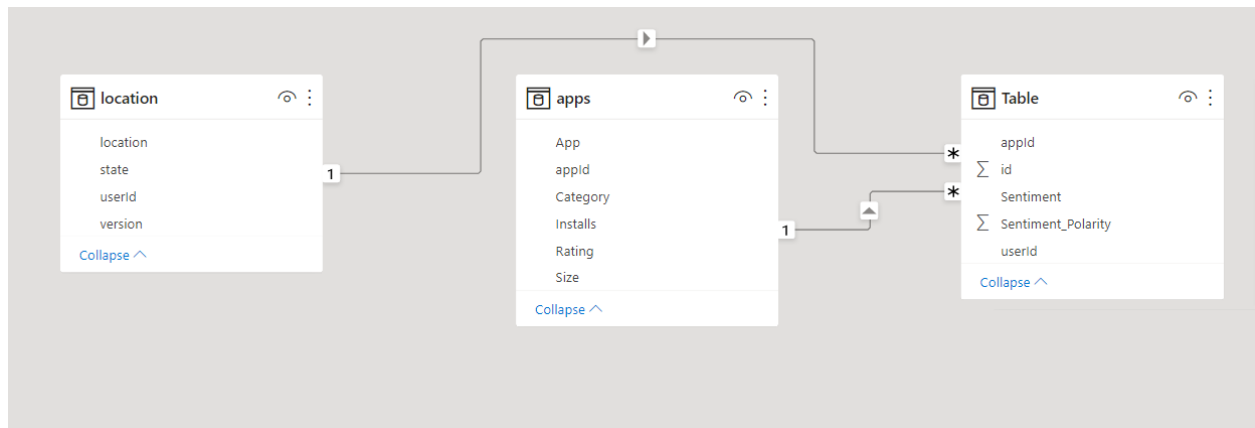 location
location
state
userId
version
Collapse
1
apps
App
appId
Category
Installs
Rating
Size
Collapse
1
*
*
Table
appId
Σ id
Sentiment
Σ Sentiment_Polarity
userId
Collapse